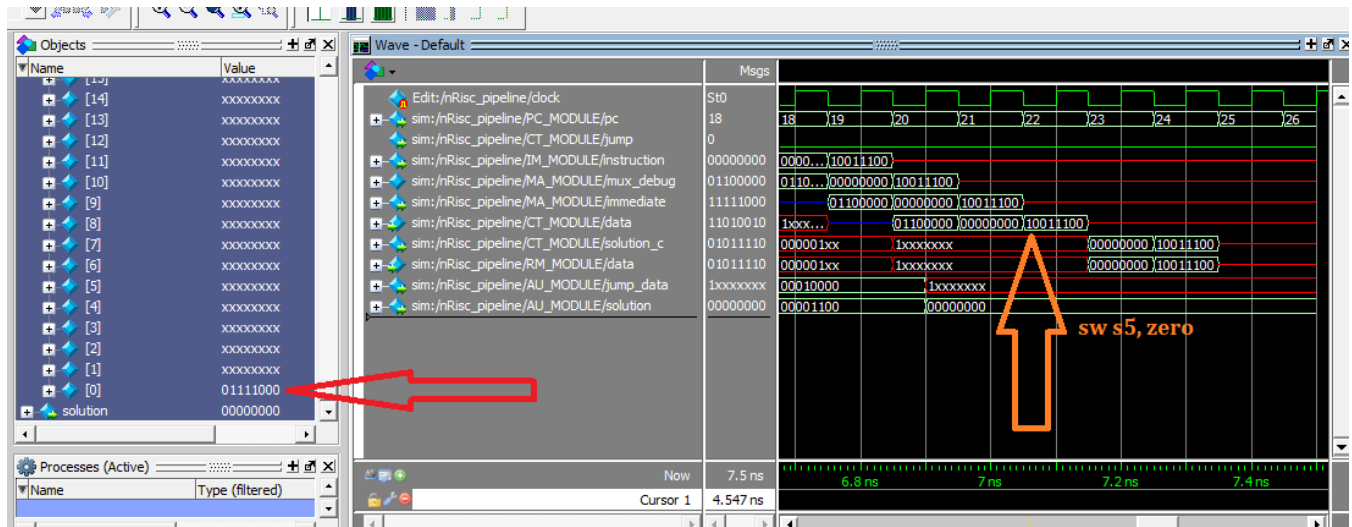 Objects
Wave - Default
Name Value
Msgs
[14] xxxxxxxx
[13] xxxxxxxx
[12] xxxxxxxx
[11] xxxxxxxx
[10] xxxxxxxx
[9] xxxxxxxx
[8] xxxxxxxx
[7] xxxxxxxx
[6] xxxxxxxx
[5] xxxxxxxx
[4] xxxxxxxx
[3] xxxxxxxx
[2] xxxxxxxx
[1] xxxxxxxx
[0] 01111000
solution 00000000
Edit:/nRisc_pipeline/clock St0
sim:/nRisc_pipeline/PC_MODULE/pc 18 18 19 20 21 22 23 24 25 26
sim:/nRisc_pipeline/CT_MODULE/jump 0
sim:/nRisc_pipeline/IM_MODULE/instruction 00000000 0000... 10011100
sim:/nRisc_pipeline/MA_MODULE/mux_debug 01100000 0110... 00000000 10011100
sim:/nRisc_pipeline/MA_MODULE/immediate 11111000 01100000 00000000 10011100
sim:/nRisc_pipeline/CT_MODULE/data 11010010 1xxx... 01100000 00000000 10011100
sim:/nRisc_pipeline/CT_MODULE/solution_c 01011110 000001xx 1xxxxxxx 00000000 10011100
sim:/nRisc_pipeline/RM_MODULE/data 01011110 000001xx 1xxxxxxx 00000000 10011100
sim:/nRisc_pipeline/AU_MODULE/jump_data 1xxxxxxx 00010000 1xxxxxxx
sim:/nRisc_pipeline/AU_MODULE/solution 00000000 00001100 00000000
sw s5, zero
Processes (Active)
Name Type (filtered)
Now 7.5 ns 6.8 ns 7 ns 7.2 ns 7.4 ns
Cursor 1 4.547 ns